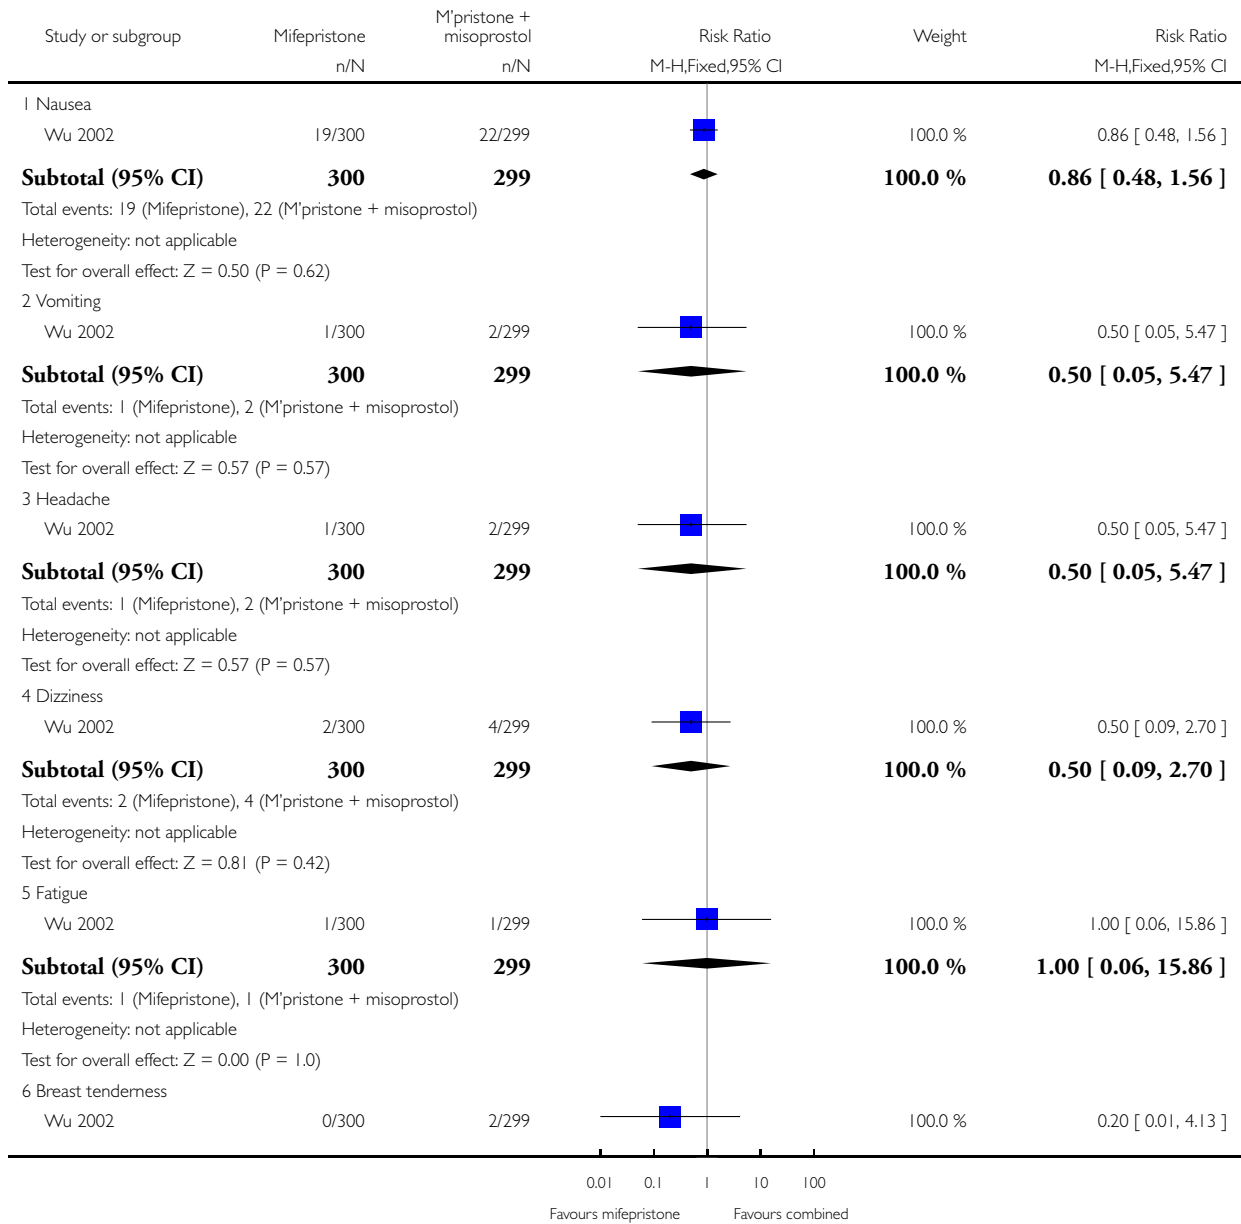 Study or subgroup Mifepristone M'pristone + misoprostol Risk Ratio Weight Risk Ratio
n/N n/N M-H,Fixed,95% CI M-H,Fixed,95% CI
1 Nausea
Wu 2002 19/300 22/299 100.0 % 0.86 [ 0.48, 1.56 ]
Subtotal (95% CI) 300 299 100.0 % 0.86 [ 0.48, 1.56 ]
Total events: 19 (Mifepristone), 22 (M'pristone + misoprostol)
Heterogeneity: not applicable
Test for overall effect: Z = 0.50 (P = 0.62)
2 Vomiting
Wu 2002 1/300 2/299 100.0 % 0.50 [ 0.05, 5.47 ]
Subtotal (95% CI) 300 299 100.0 % 0.50 [ 0.05, 5.47 ]
Total events: 1 (Mifepristone), 2 (M'pristone + misoprostol)
Heterogeneity: not applicable
Test for overall effect: Z = 0.57 (P = 0.57)
3 Headache
Wu 2002 1/300 2/299 100.0 % 0.50 [ 0.05, 5.47 ]
Subtotal (95% CI) 300 299 100.0 % 0.50 [ 0.05, 5.47 ]
Total events: 1 (Mifepristone), 2 (M'pristone + misoprostol)
Heterogeneity: not applicable
Test for overall effect: Z = 0.57 (P = 0.57)
4 Dizziness
Wu 2002 2/300 4/299 100.0 % 0.50 [ 0.09, 2.70 ]
Subtotal (95% CI) 300 299 100.0 % 0.50 [ 0.09, 2.70 ]
Total events: 2 (Mifepristone), 4 (M'pristone + misoprostol)
Heterogeneity: not applicable
Test for overall effect: Z = 0.81 (P = 0.42)
5 Fatigue
Wu 2002 1/300 1/299 100.0 % 1.00 [ 0.06, 15.86 ]
Subtotal (95% CI) 300 299 100.0 % 1.00 [ 0.06, 15.86 ]
Total events: 1 (Mifepristone), 1 (M'pristone + misoprostol)
Heterogeneity: not applicable
Test for overall effect: Z = 0.00 (P = 1.0)
6 Breast tenderness
Wu 2002 0/300 2/299 100.0 % 0.20 [ 0.01, 4.13 ]
0.01 0.1 1 10 100
Favours mifepristone Favours combined